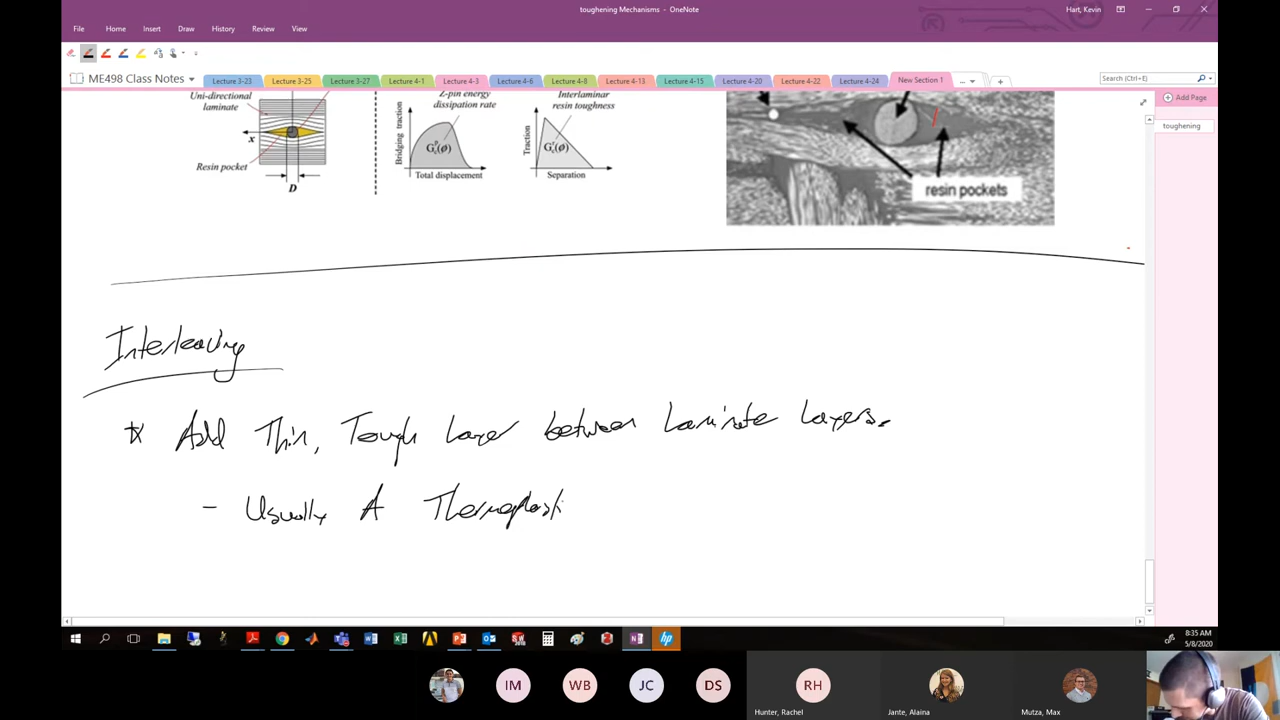 toughening Mechanisms - OneNote
Hart, Kevin
File Home Insert Draw History Review View
ME498 Class Notes
Lecture 3-23 Lecture 3-25 Lecture 3-27 Lecture 4-1 Lecture 4-3 Lecture 4-6 Lecture 4-8 Lecture 4-13 Lecture 4-15 Lecture 4-20 Lecture 4-22 Lecture 4-24 New Section 1
Search (Ctrl+E)
Add Page
toughening
Uni-directional
laminate
x
Resin pocket
D
Z-pin energy
dissipation rate
Bridging traction
Total displacement
Interlaminar
resin toughness
Traction
Separation
resin pockets
Interleaving
* Add Thin, Tough Layer between Laminate Layers.
- Usually A Thermoplasti
8:35 AM
5/8/2020
IM WB JC DS RH
Hunter, Rachel
Jante, Alaina
Mutza, Max